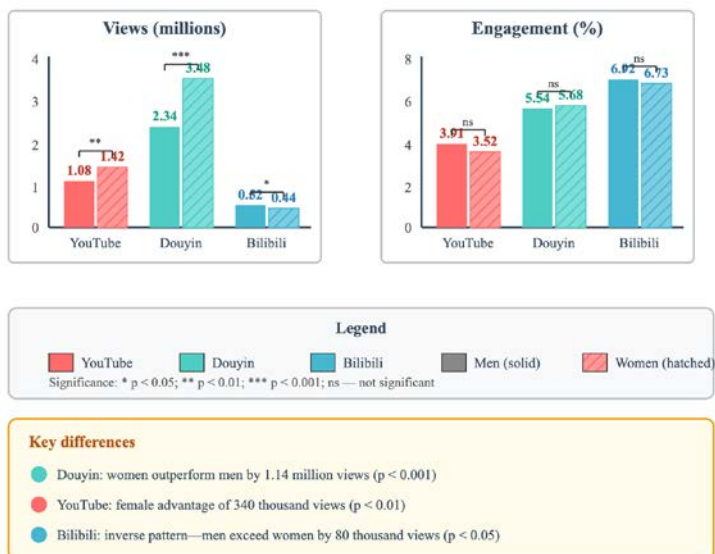 Views (millions)
4
3
2
1
0
**
***
*
1.08
1.42
2.34
3.48
0.52
0.44
YouTube
Douyin
Bilibili
Engagement (%)
8
6
4
2
0
ns
ns
ns
3.91
3.52
5.54
5.68
6.92
6.73
YouTube
Douyin
Bilibili
Legend
YouTube
Douyin
Bilibili
Men (solid)
Women (hatched)
Significance: * p < 0.05; ** p < 0.01; *** p < 0.001; ns — not significant
Key differences
Douyin: women outperform men by 1.14 million views (p < 0.001)
YouTube: female advantage of 340 thousand views (p < 0.01)
Bilibili: inverse pattern—men exceed women by 80 thousand views (p < 0.05)